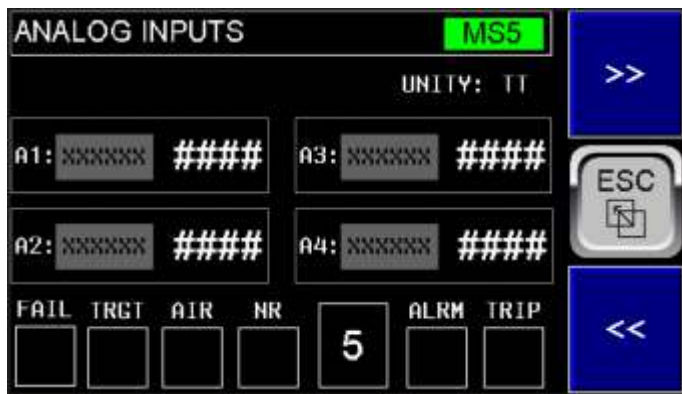 ANALOG INPUTS MS5
>>
UNITY: TT
A1: XXXXXX #### A3: XXXXXX ####
ESC
A2: XXXXXX #### A4: XXXXXX ####
FAIL TRGT AIR NR 5 ALRM TRIP
<<